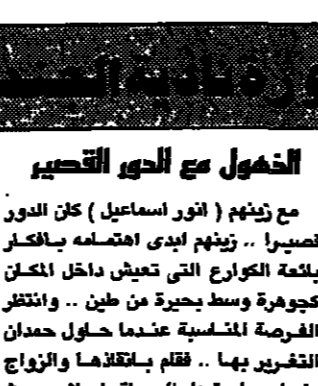 الذهول مع الدور القصير
مع زينهم ( انور اسماعيل ) كان الدور
قصيرا .. زينهم ابدى اهتمامه بافكار
بائعة الكوارع التى تعيش داخل المكان
كجوهرة وسط بحيرة من طين .. وانتظر
الفرصة المناسبة عندما حاول حمدان
التغرير بها .. فقام بانقاذها والزواج